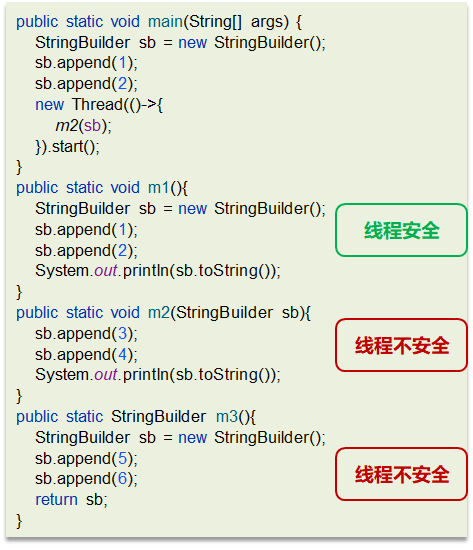 public static void main(String[] args) {
StringBuilder sb = new StringBuilder();
sb.append(1);
sb.append(2);
new Thread(()->{
m2(sb);
}).start();
}
public static void m1(){
StringBuilder sb = new StringBuilder();
sb.append(1);
线程安全
sb.append(2);
System.out.println(sb.toString());
}
public static void m2(StringBuilder sb){
sb.append(3);
线程不安全
sb.append(4);
System.out.println(sb.toString());
}
public static StringBuilder m3(){
StringBuilder sb = new StringBuilder();
sb.append(5);
sb.append(6);
线程不安全
return sb;
}